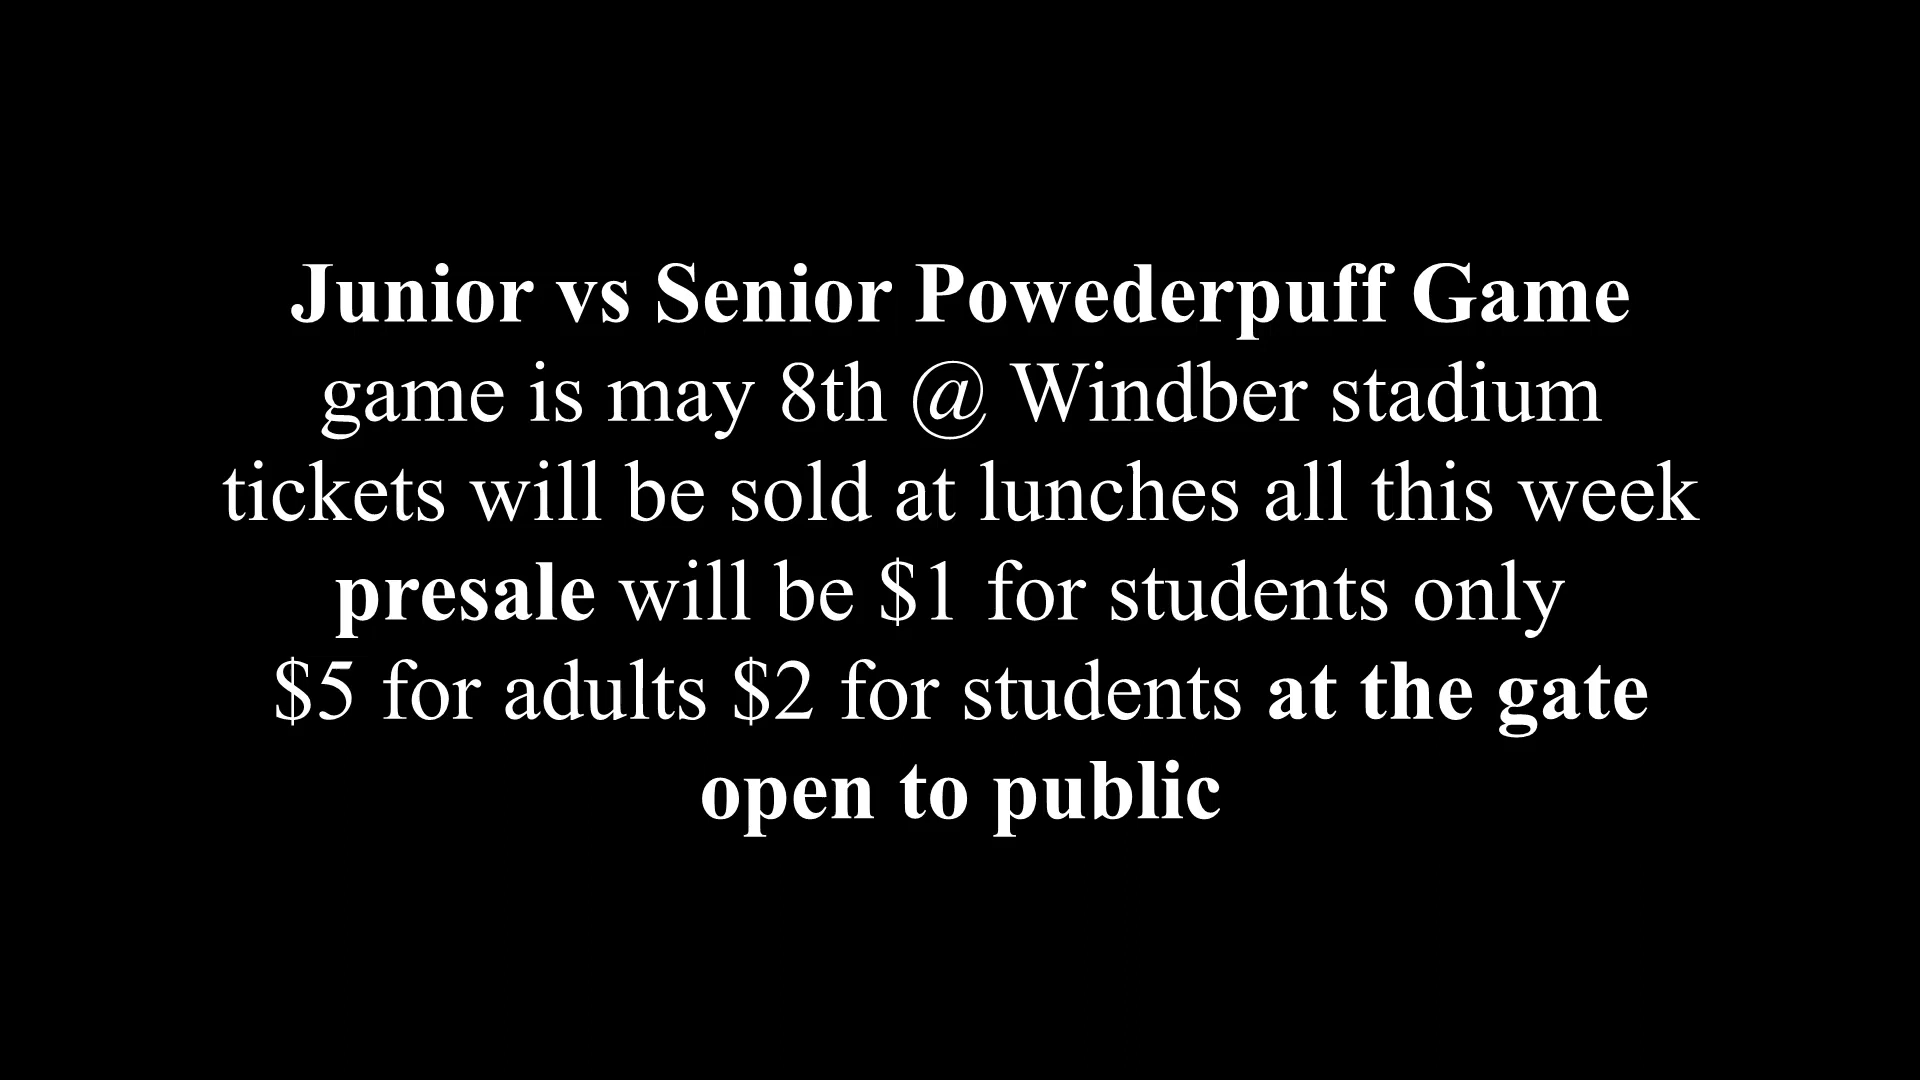 Junior vs Senior Powederpuff Game
game is may 8th @ Windber stadium
tickets will be sold at lunches all this week
presale will be $1 for students only
$5 for adults $2 for students at the gate
open to public